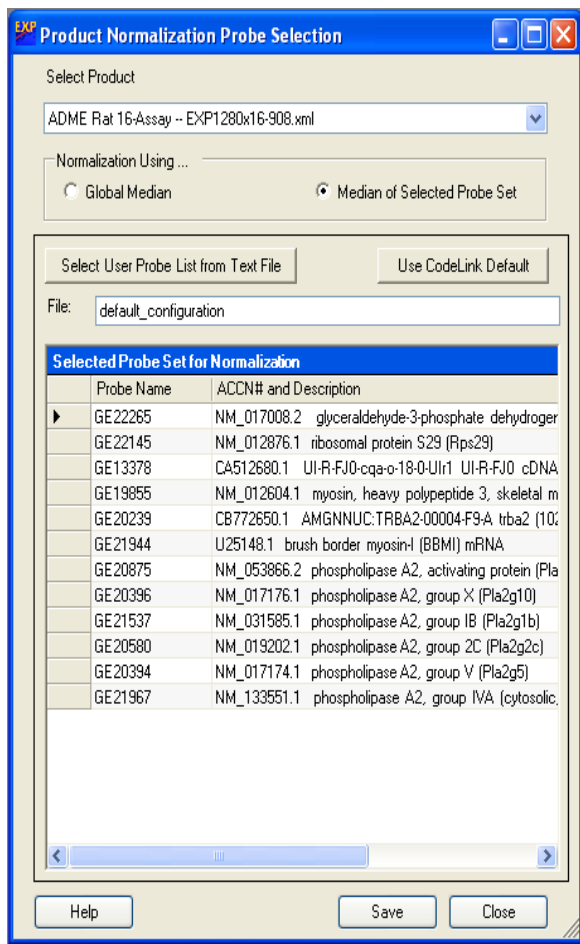 EXP Product Normalization Probe Selection
Select Product
ADME Rat 16-Assay -- EXP1280x16-908.xml
Normalization Using ...
Global Median Median of Selected Probe Set
Select User Probe List from Text File Use CodeLink Default
File: default_configuration
Selected Probe Set for Normalization
Probe Name ACCN# and Description
GE22265 NM_017008.2 glyceraldehyde-3-phosphate dehydroger
GE22145 NM_012876.1 ribosomal protein S29 (Rps29)
GE13378 CA512680.1 UI-R-FJ0-cqa-o-18-0-UIr1 UI-R-FJ0 cDNA
GE19855 NM_012604.1 myosin, heavy polypeptide 3, skeletal m
GE20239 CB772650.1 AMGNNUC:TRBA2-00004-F9-A trba2 (102
GE21944 U25148.1 brush border myosin-I (BBMI) mRNA
GE20875 NM_053866.2 phospholipase A2, activating protein (Pla
GE20396 NM_017176.1 phospholipase A2, group X (Pla2g10)
GE21537 NM_031585.1 phospholipase A2, group IB (Pla2g1b)
GE20580 NM_019202.1 phospholipase A2, group 2C (Pla2g2c)
GE20394 NM_017174.1 phospholipase A2, group V (Pla2g5)
GE21967 NM_133551.1 phospholipase A2, group IVA (cytosolic,
Help Save Close